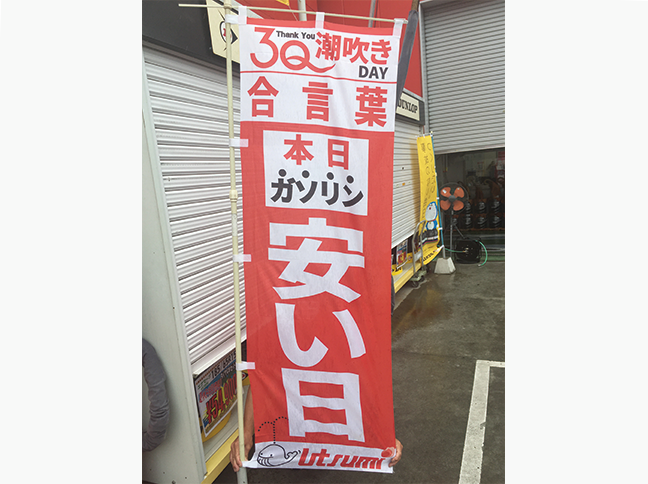 Thank You
3Q 潮吹き
DAY
合言葉
本日
ガソリン
安い日
Utsumi
DUNLOP